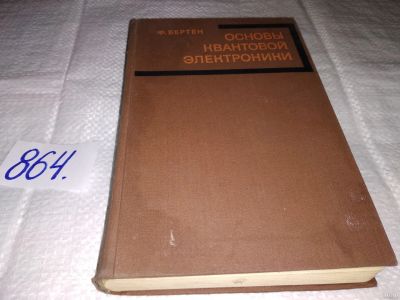 Ф. БЕРТЕН
ОСНОВЫ
КВАНТОВОЙ
ЭЛЕКТРОНИКИ
864.